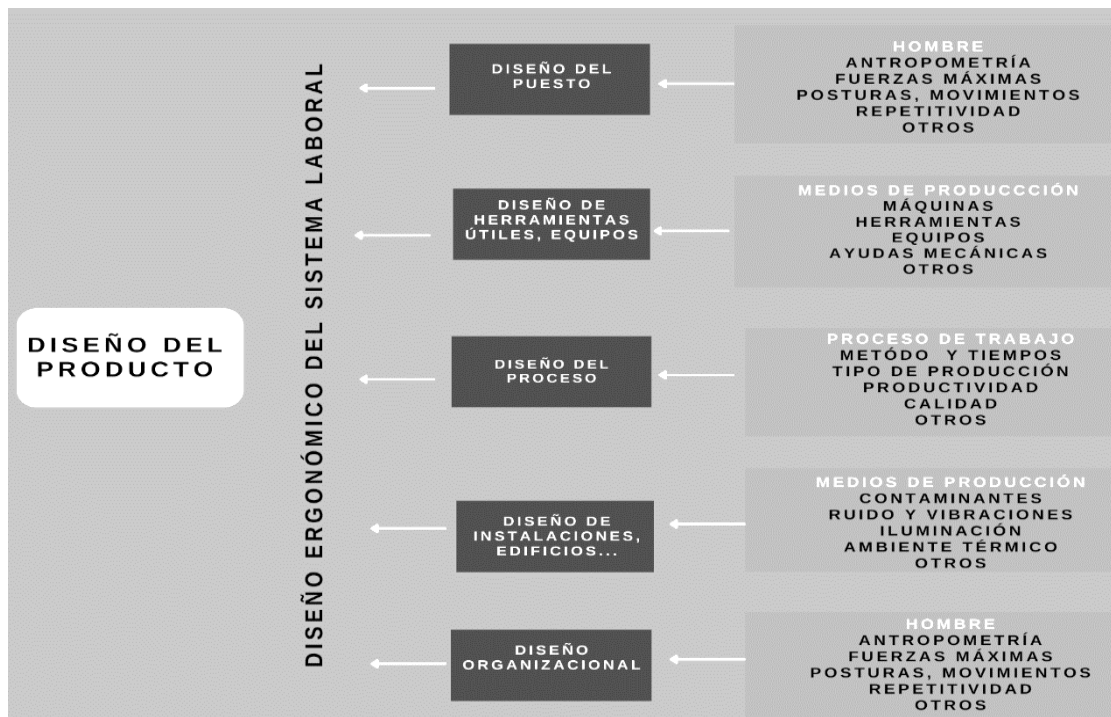 DISEÑO DEL
PRODUCTO
DISEÑO ERGONÓMICO DEL SISTEMA LABORAL
DISEÑO DEL
PUESTO
HOMBRE
ANTROPOMETRÍA
FUERZAS MÁXIMAS
POSTURAS, MOVIMIENTOS
REPETITIVIDAD
OTROS
DISEÑO DE
HERRAMIENTAS
ÚTILES, EQUIPOS
MEDIOS DE PRODUCCCIÓN
MÁQUINAS
HERRAMIENTAS
EQUIPOS
AYUDAS MECÁNICAS
OTROS
DISEÑO DEL
PROCESO
PROCESO DE TRABAJO
METÓDO Y TIEMPOS
TIPO DE PRODUCCIÓN
PRODUCTIVIDAD
CALIDAD
OTROS
DISEÑO DE
INSTALACIONES,
EDIFICIOS...
MEDIOS DE PRODUCCIÓN
CONTAMINANTES
RUIDO Y VIBRACIONES
ILUMINACIÓN
AMBIENTE TÉRMICO
OTROS
DISEÑO
ORGANIZACIONAL
HOMBRE
ANTROPOMETRÍA
FUERZAS MÁXIMAS
POSTURAS, MOVIMIENTOS
REPETITIVIDAD
OTROS